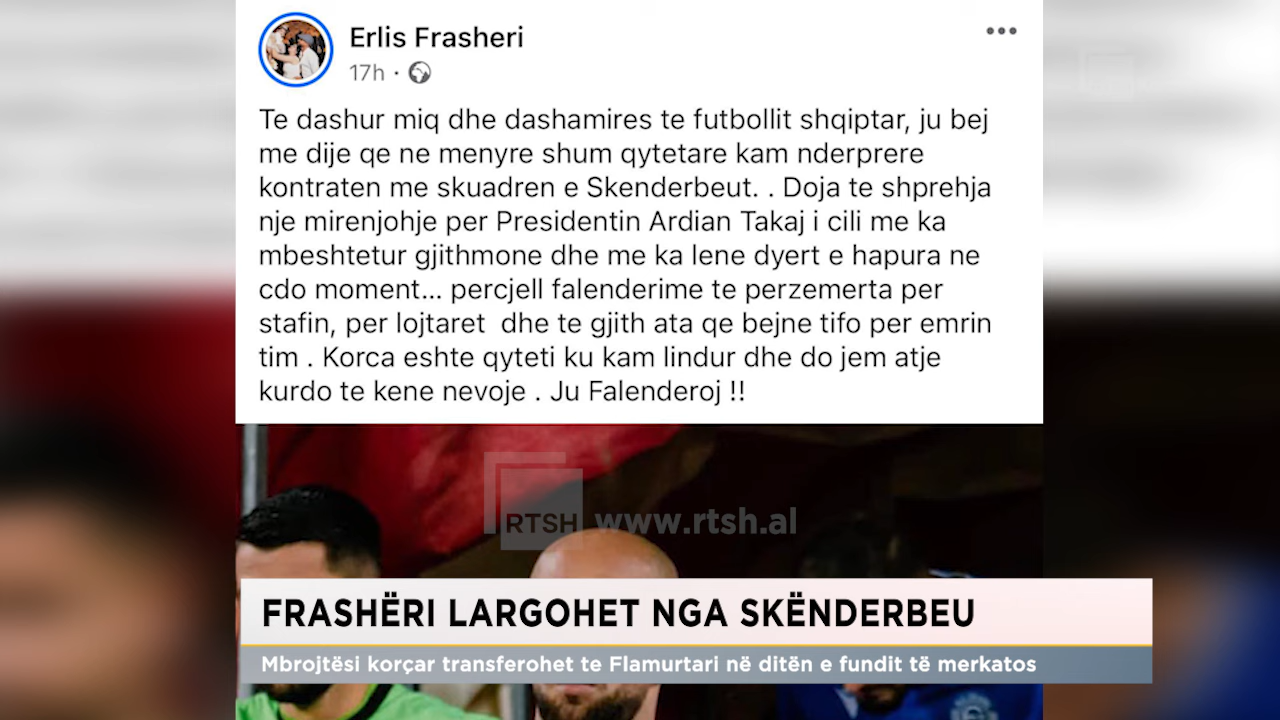 Erlis Frasheri
17h ·
Te dashur miq dhe dashamires te futbollit shqiptar, ju bej
me dije qe ne menyre shum qytetare kam nderprere
kontraten me skuadren e Skenderbeut. . Doja te shprehja
nje mirenjohje per Presidentin Ardian Takaj i cili me ka
mbeshtetur gjithmone dhe me ka lene dyert e hapura ne
cdo moment... percjell falenderime te perzemerta per
stafin, per lojtaret  dhe te gjith ata qe bejne tifo per emrin
tim . Korca eshte qyteti ku kam lindur dhe do jem atje
kurdo te kene nevoje . Ju Falenderoj !!
RTSH www.rtsh.al
FRASHËRI LARGOHET NGA SKËNDERBEU
Mbrojtësi korçar transferohet te Flamurtari në ditën e fundit të merkatos